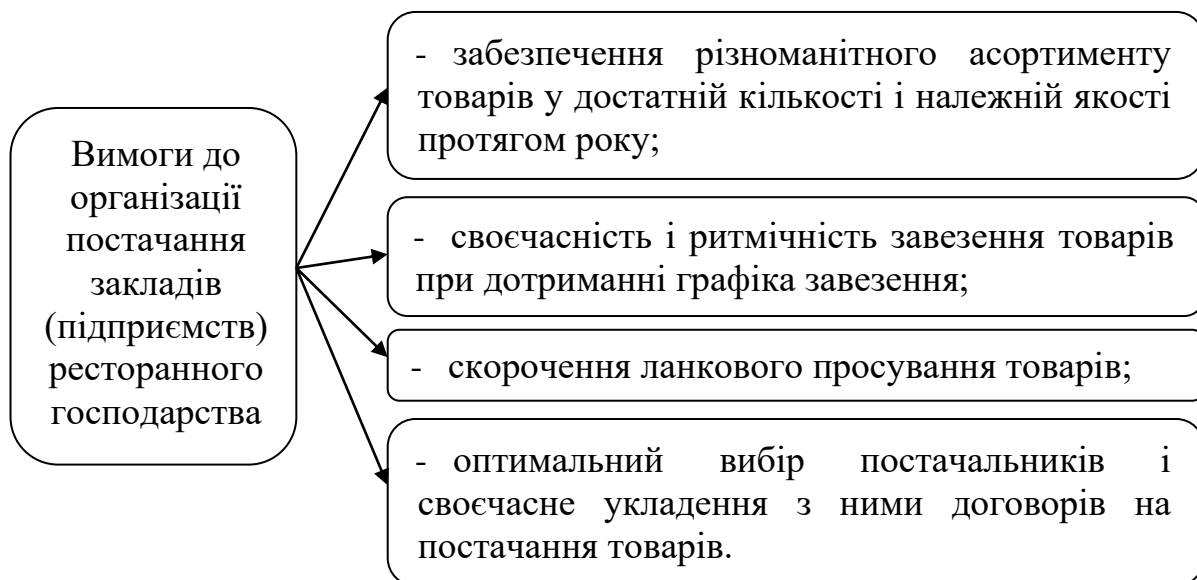 Вимоги до
організації
постачання
закладів
(підприємств)
ресторанного
господарства
- забезпечення різноманітного асортименту
товарів у достатній кількості і належній якості
протягом року;
- своєчасність і ритмічність завезення товарів
при дотриманні графіка завезення;
- скорочення ланкового просування товарів;
- оптимальний вибір постачальників і
своєчасне укладення з ними договорів на
постачання товарів.